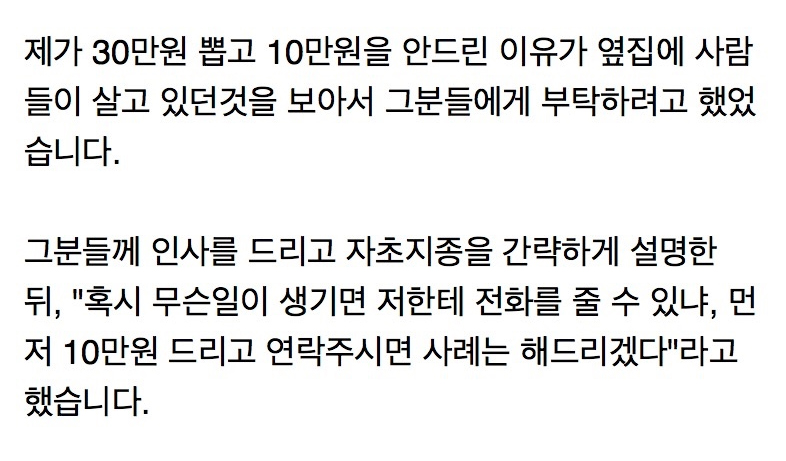 제가 30만원 뽑고 10만원을 안드린 이유가 옆집에 사람
들이 살고 있던것을 보아서 그분들에게 부탁하려고 했었
습니다.
그분들께 인사를 드리고 자초지종을 간략하게 설명한
뒤, "혹시 무슨일이 생기면 저한테 전화를 줄 수 있냐, 먼
저 10만원 드리고 연락주시면 사례는 해드리겠다"라고
했습니다.